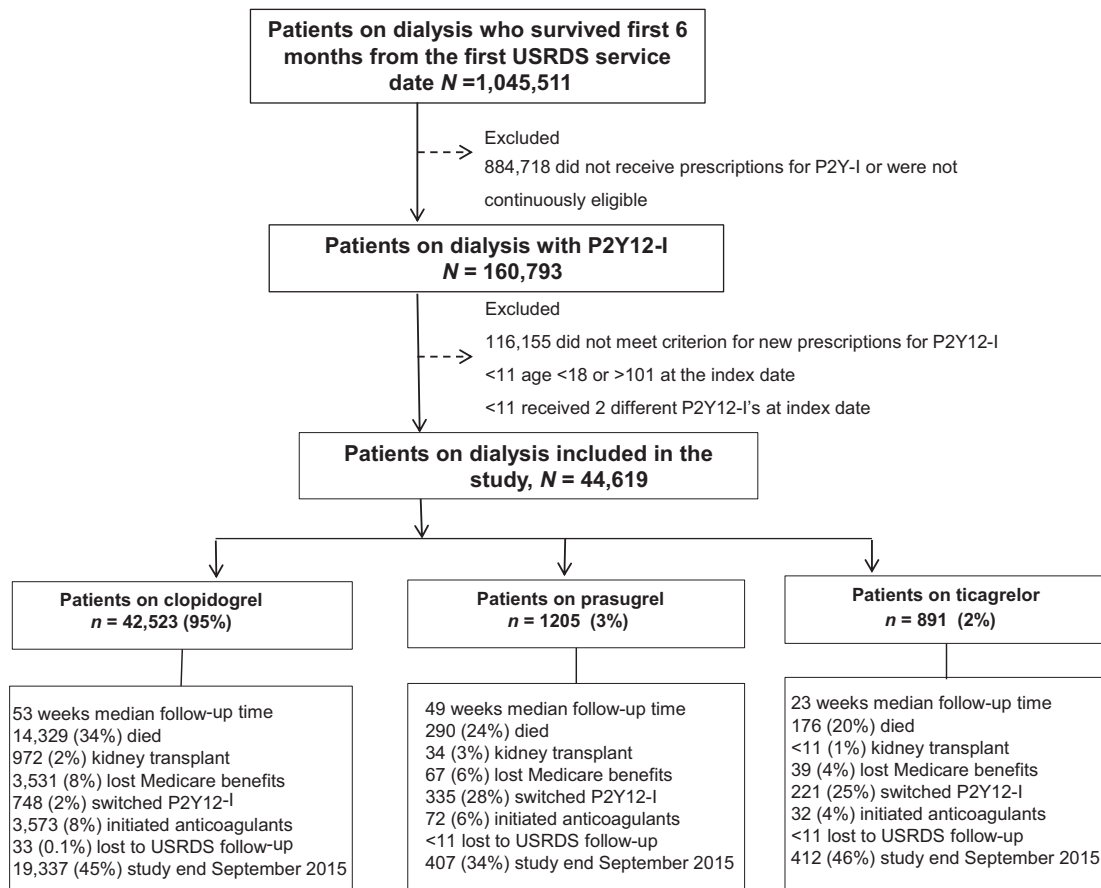 Patients on dialysis who survived first 6
months from the first USRDS service
date N =1,045,511
Excluded
884,718 did not receive prescriptions for P2Y-I or were not
continuously eligible
Patients on dialysis with P2Y12-I
N = 160,793
Excluded
116,155 did not meet criterion for new prescriptions for P2Y12-I
<11 age <18 or >101 at the index date
<11 received 2 different P2Y12-I's at index date
Patients on dialysis included in the
study, N = 44,619
Patients on clopidogrel
n = 42,523 (95%)
53 weeks median follow-up time
14,329 (34%) died
972 (2%) kidney transplant
3,531 (8%) lost Medicare benefits
748 (2%) switched P2Y12-I
3,573 (8%) initiated anticoagulants
33 (0.1%) lost to USRDS follow-up
19,337 (45%) study end September 2015
Patients on prasugrel
n = 1205 (3%)
49 weeks median follow-up time
290 (24%) died
34 (3%) kidney transplant
67 (6%) lost Medicare benefits
335 (28%) switched P2Y12-I
72 (6%) initiated anticoagulants
<11 lost to USRDS follow-up
407 (34%) study end September 2015
Patients on ticagrelor
n = 891 (2%)
23 weeks median follow-up time
176 (20%) died
<11 (1%) kidney transplant
39 (4%) lost Medicare benefits
221 (25%) switched P2Y12-I
32 (4%) initiated anticoagulants
<11 lost to USRDS follow-up
412 (46%) study end September 2015